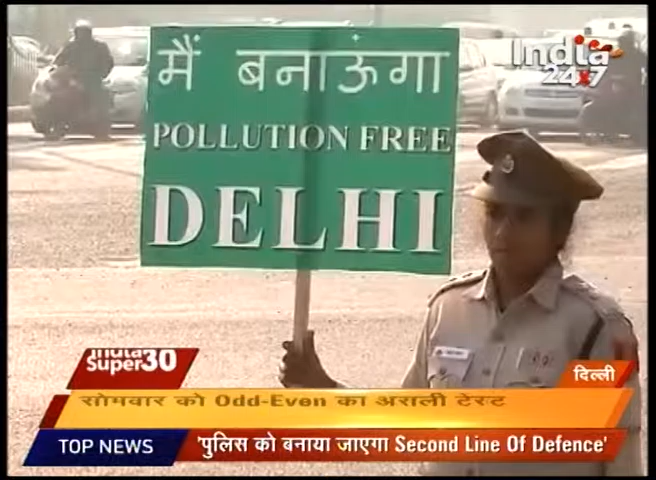 मैं बनाऊंगा
POLLUTION FREE
DELHI
India
24x7
India
SUPER30
दिल्ली
सोमवार को Odd-Even का असली टेस्ट
TOP NEWS
'पुलिस को बनाया जाएगा Second Line Of Defence'